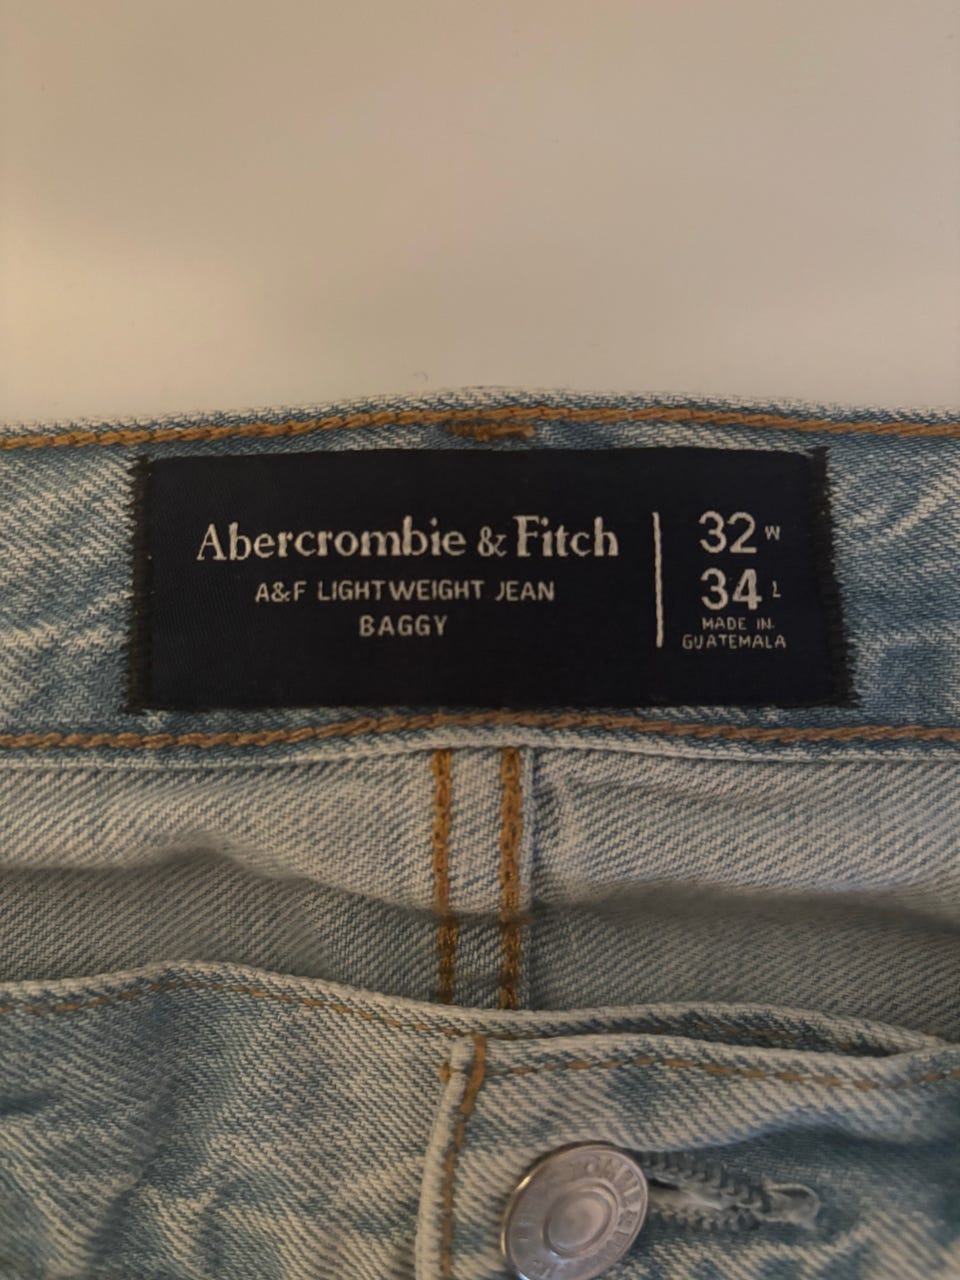 Abercrombie & Fitch
A&F LIGHTWEIGHT JEAN
BAGGY
32 W
34 L
MADE IN
GUATEMALA